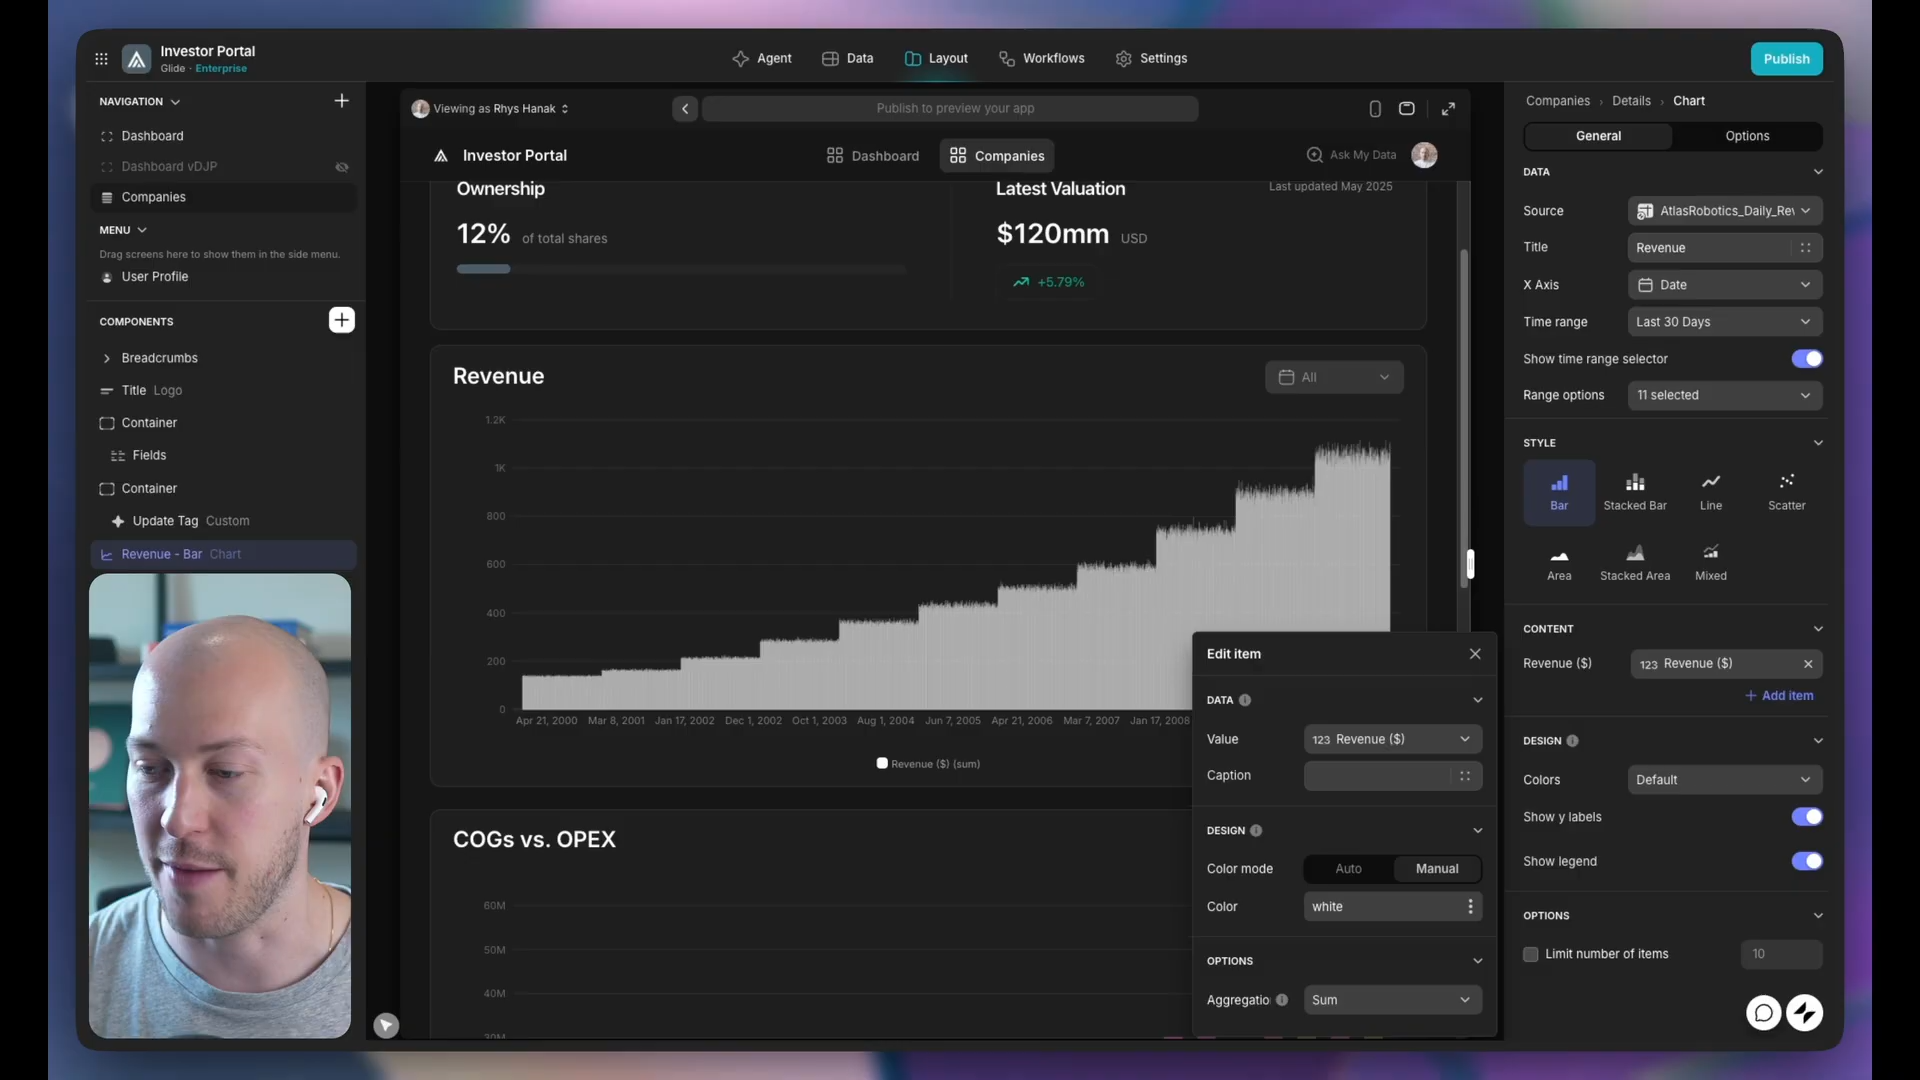 Investor Portal
Glide · Enterprise
Agent
Data
Layout
Workflows
Settings
Publish
NAVIGATION
Dashboard
Dashboard vDJP
Companies
MENU
Drag screens here to show them in the side menu.
User Profile
COMPONENTS
Breadcrumbs
Title Logo
Container
Fields
Container
Update Tag Custom
Revenue - Bar Chart
Viewing as Rhys Hanak
Publish to preview your app
Investor Portal
Dashboard
Companies
Ask My Data
Ownership
12% of total shares
Latest Valuation
Last updated May 2025
$120mm USD
+5.79%
Revenue
All
1.2K
1K
800
600
400
200
0
Apr 21, 2000 Mar 8, 2001 Jan 17, 2002 Dec 1, 2002 Oct 1, 2003 Aug 1, 2004 Jun 7, 2005 Apr 21, 2006 Mar 7, 2007 Jan 17, 2008
Revenue ($) (sum)
COGs vs. OPEX
60M
50M
40M
30M
Edit item
DATA
Value 123 Revenue ($)
Caption
DESIGN
Color mode Auto Manual
Color white
OPTIONS
Aggregatio Sum
Companies › Details › Chart
General Options
DATA
Source AtlasRobotics_Daily_Rev
Title Revenue
X Axis Date
Time range Last 30 Days
Show time range selector
Range options 11 selected
STYLE
Bar Stacked Bar Line Scatter
Area Stacked Area Mixed
CONTENT
Revenue ($) 123 Revenue ($)
+ Add item
DESIGN
Colors Default
Show y labels
Show legend
OPTIONS
Limit number of items 10